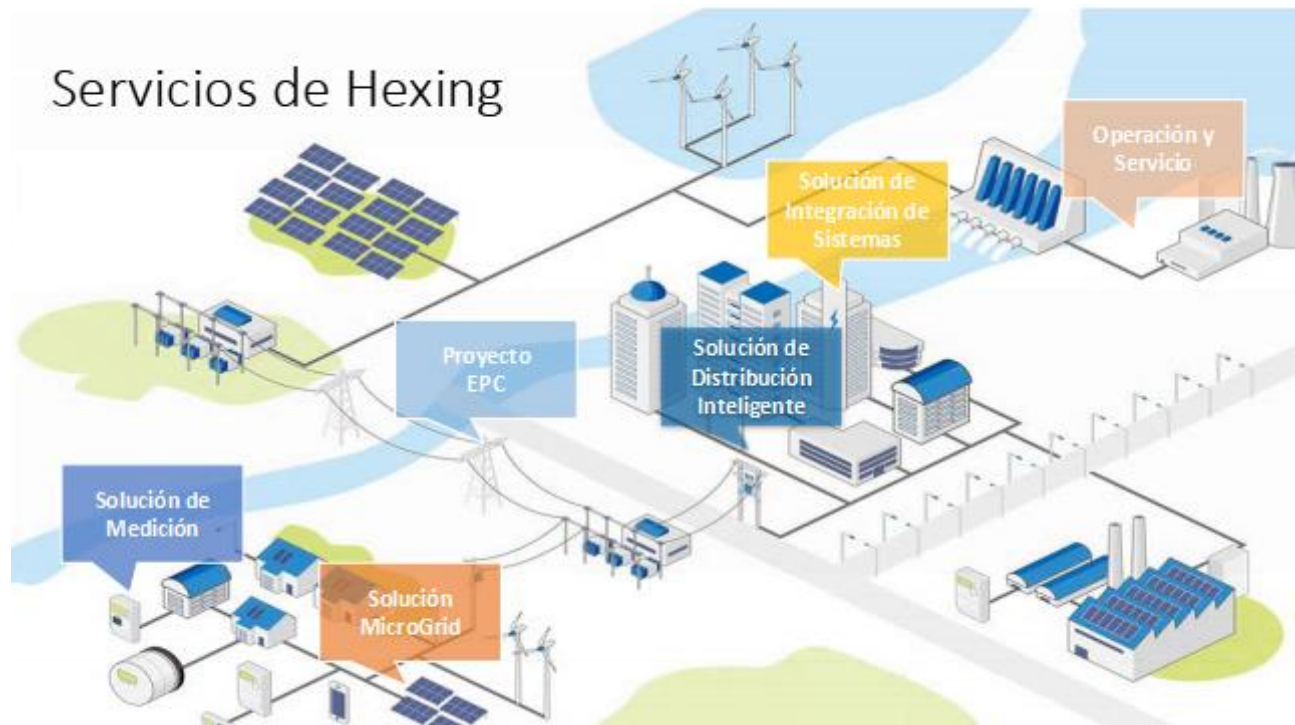 Servicios de Hexing
Operación y
Servicio
Solución de
Integración de
Sistemas
Proyecto
EPC
Solución de
Distribución
Inteligente
Solución de
Medición
Solución
MicroGrid